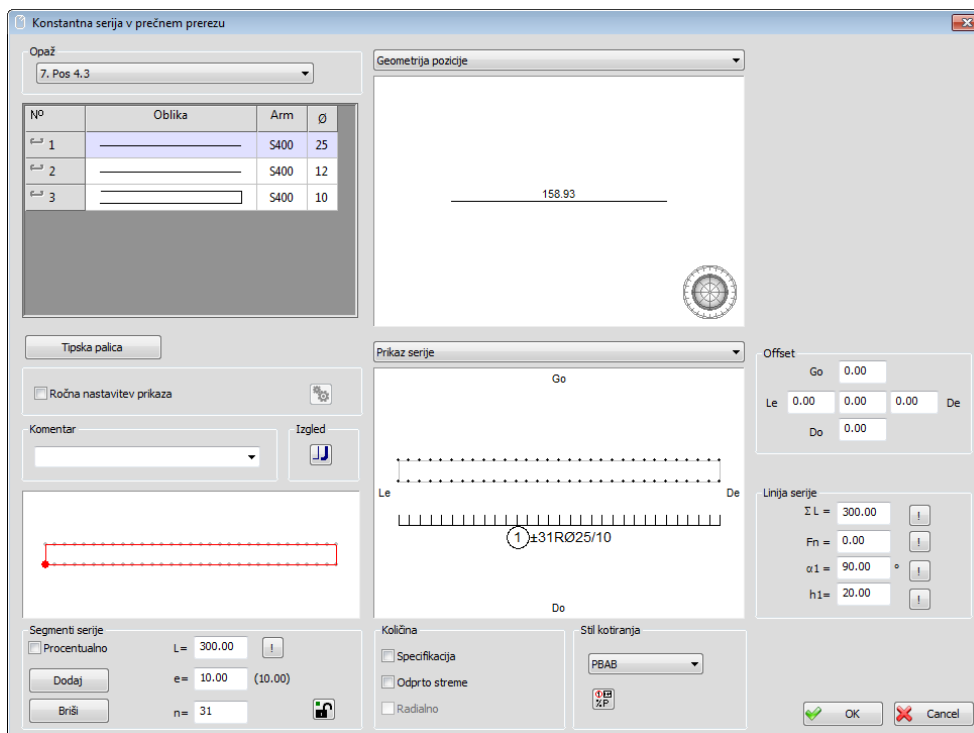 Konstantna serija v prečnem prerezu
Opaž
7. Pos 4.3
Nº Oblika Arm Ø
1 S400 25
2 S400 12
3 S400 10
Tipska palica
Ročna nastavitev prikaza
Komentar
Izgled
Geometrija pozicije
158.93
Prikaz serije
Go
Le De
1 ±31RØ25/10
Do
Offset
Go 0.00
Le 0.00 0.00 0.00 De
Do 0.00
Linija serije
Σ L = 300.00 !
Fn = 0.00 !
α1 = 90.00 ° !
h1= 20.00 !
Segmenti serije
Procentualno
L= 300.00 !
Dodaj
e= 10.00 (10.00)
Briši
n= 31
Količina
Specifikacija
Odprto streme
Radialno
Stil kotiranja
PBAB
%P
OK
Cancel